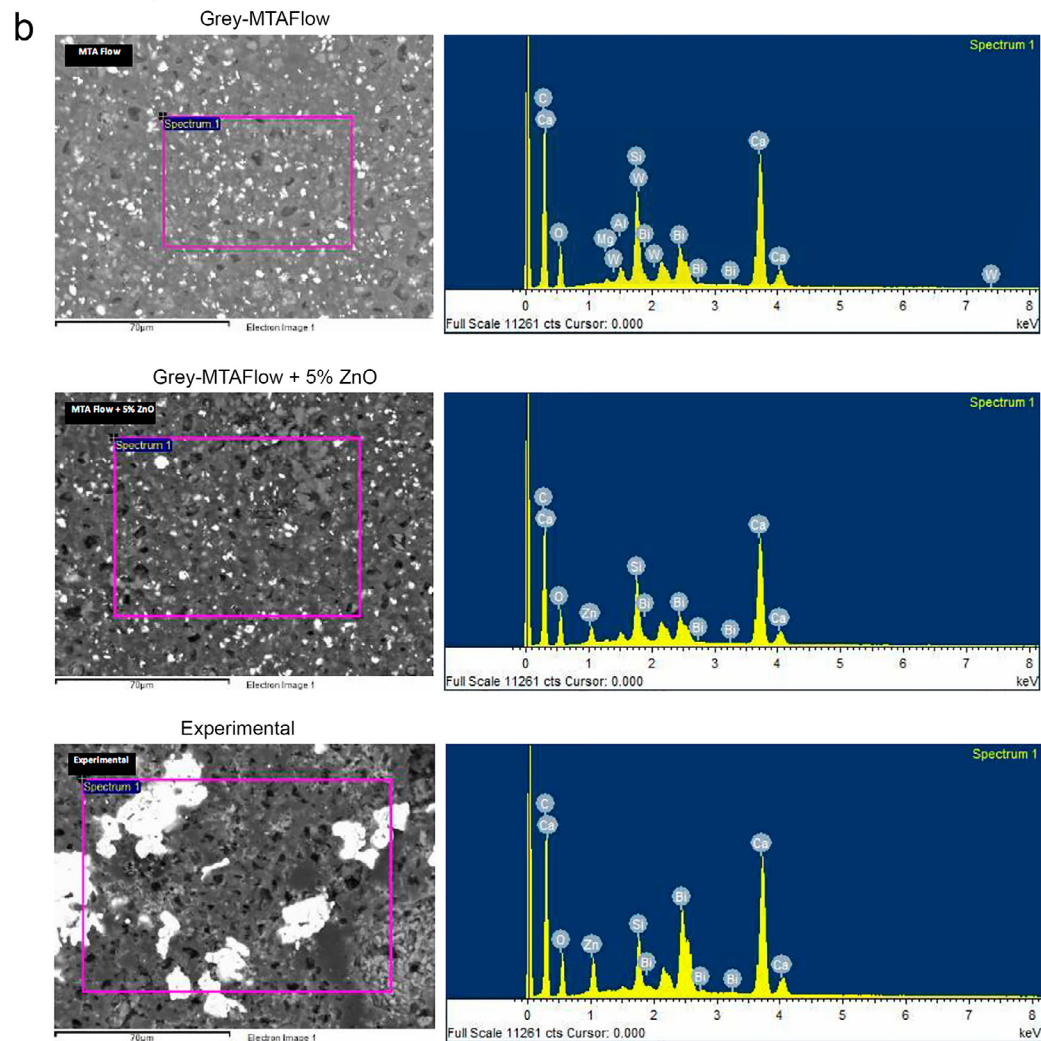 b
Grey-MTAFlow
MTA Flow
Spectrum 1
70µm
Electron Image 1
Spectrum 1
C
Ca
O
Mg
W
Al
Si
W
Bi
W
Bi
Bi
Bi
Ca
Ca
W
0 1 2 3 4 5 6 7 8
Full Scale 11261 cts Cursor: 0.000
keV
Grey-MTAFlow + 5% ZnO
MTA Flow + 5% ZnO
Spectrum 1
70µm
Electron Image 1
Spectrum 1
C
Ca
O
Zn
Si
Bi
Bi
Bi
Bi
Ca
Ca
0 1 2 3 4 5 6 7 8
Full Scale 11261 cts Cursor: 0.000
keV
Experimental
Experimental
Spectrum 1
70µm
Electron Image 1
Spectrum 1
C
Ca
O
Zn
Si
Bi
Bi
Bi
Bi
Ca
Ca
0 1 2 3 4 5 6 7 8
Full Scale 11261 cts Cursor: 0.000
keV